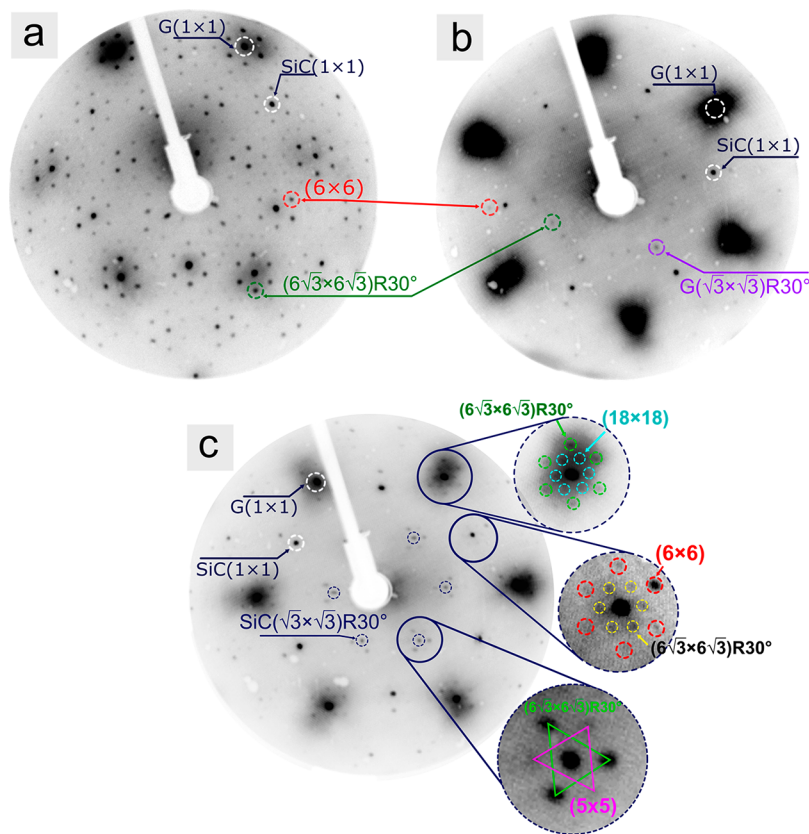 a
G(1×1)
SiC(1×1)
(6×6)
(6√3×6√3)R30°
b
G(1×1)
SiC(1×1)
G(√3×√3)R30°
c
G(1×1)
SiC(1×1)
SiC(√3×√3)R30°
(6√3×6√3)R30°
(18×18)
(6×6)
(6√3×6√3)R30°
(6√3×6√3)R30°
(5x5)